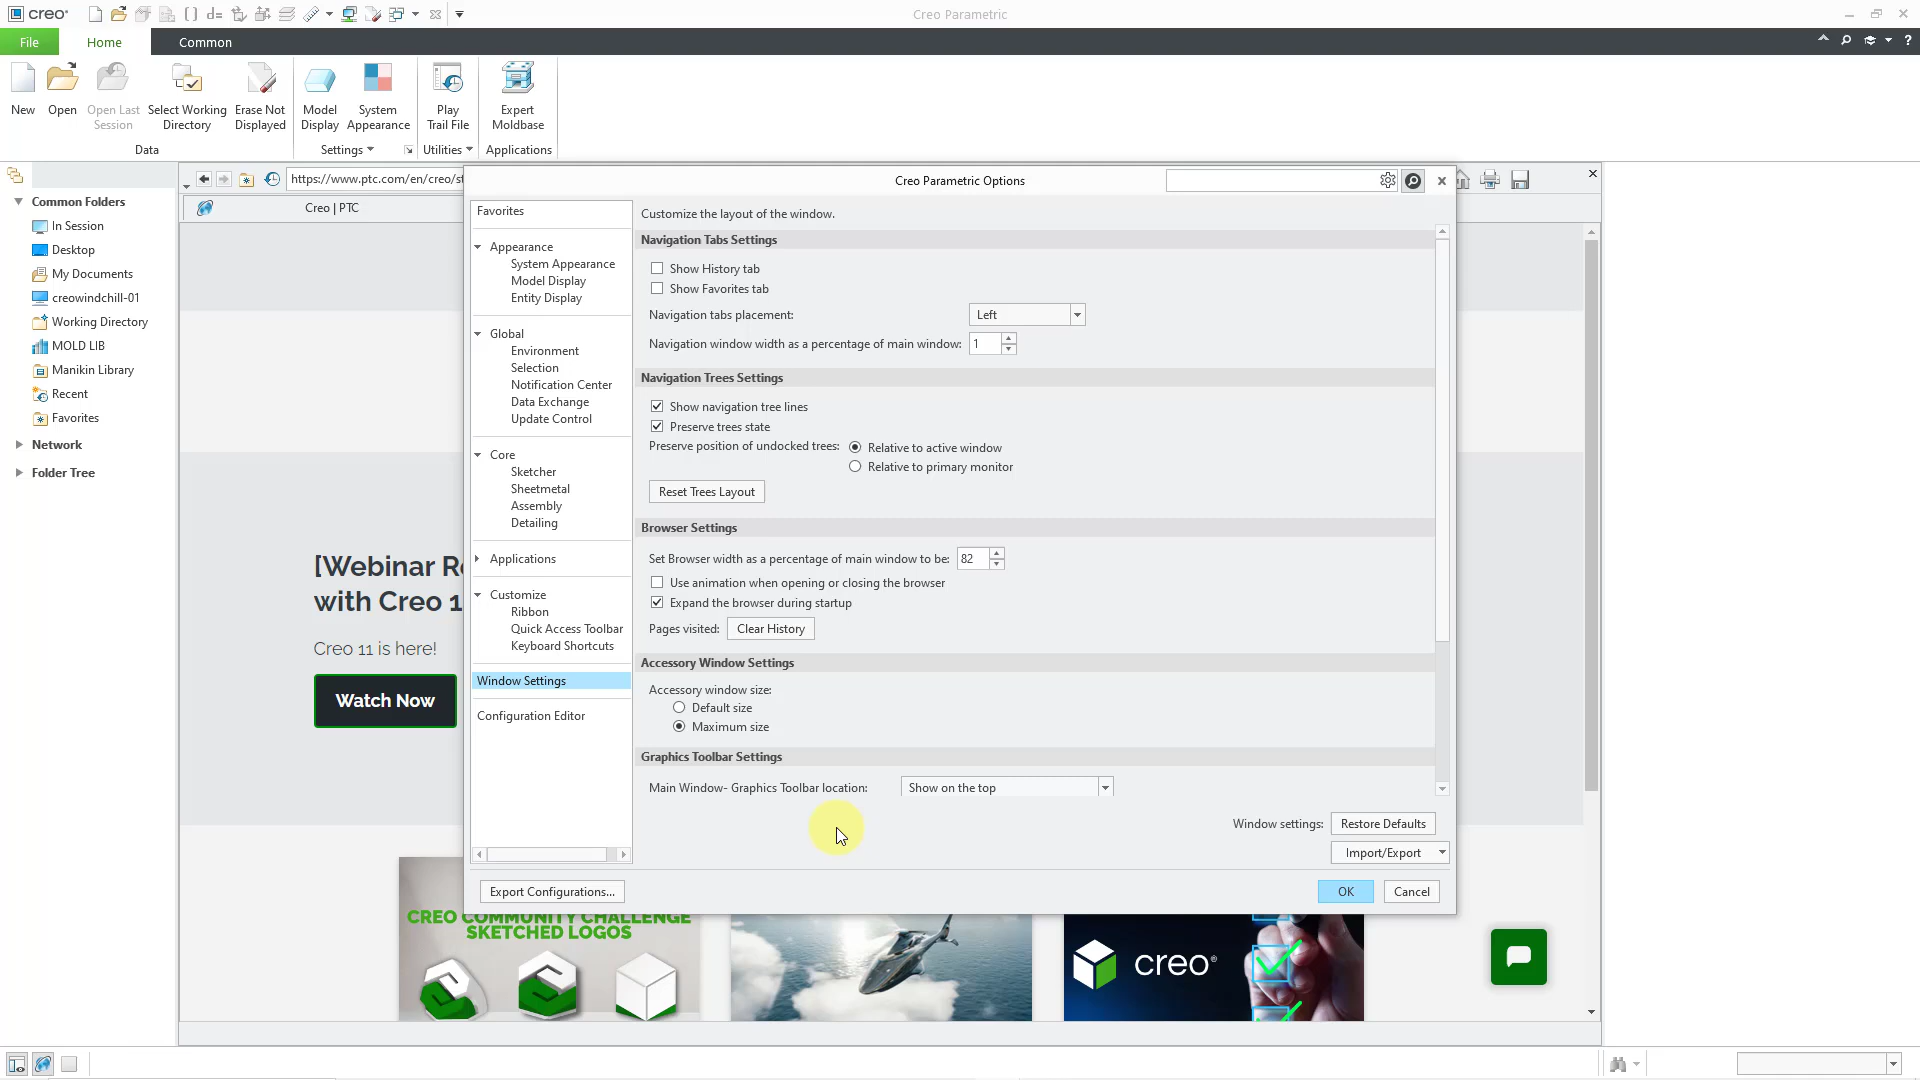 creo
Creo Parametric
File
Home
Common
New
Open
Open Last
Session
Select Working
Directory
Erase Not
Displayed
Model
Display
System
Appearance
Play
Trail File
Expert
Moldbase
Data
Settings
Utilities
Applications
https://www.ptc.com/en/creo/st
Creo | PTC
Common Folders
In Session
Desktop
My Documents
creowindchill-01
Working Directory
MOLD LIB
Manikin Library
Recent
Favorites
Network
Folder Tree
[Webinar Re
with Creo 1
Creo 11 is here!
Watch Now
Creo Parametric Options
Favorites
Appearance
System Appearance
Model Display
Entity Display
Global
Environment
Selection
Notification Center
Data Exchange
Update Control
Core
Sketcher
Sheetmetal
Assembly
Detailing
Applications
Customize
Ribbon
Quick Access Toolbar
Keyboard Shortcuts
Window Settings
Configuration Editor
Customize the layout of the window.
Navigation Tabs Settings
Show History tab
Show Favorites tab
Navigation tabs placement:
Left
Navigation window width as a percentage of main window:
1
Navigation Trees Settings
Show navigation tree lines
Preserve trees state
Preserve position of undocked trees:
Relative to active window
Relative to primary monitor
Reset Trees Layout
Browser Settings
Set Browser width as a percentage of main window to be:
82
Use animation when opening or closing the browser
Expand the browser during startup
Pages visited:
Clear History
Accessory Window Settings
Accessory window size:
Default size
Maximum size
Graphics Toolbar Settings
Main Window- Graphics Toolbar location:
Show on the top
Window settings:
Restore Defaults
Import/Export
Export Configurations...
OK
Cancel
CREO COMMUNITY CHALLENGE
SKETCHED LOGOS
creo®